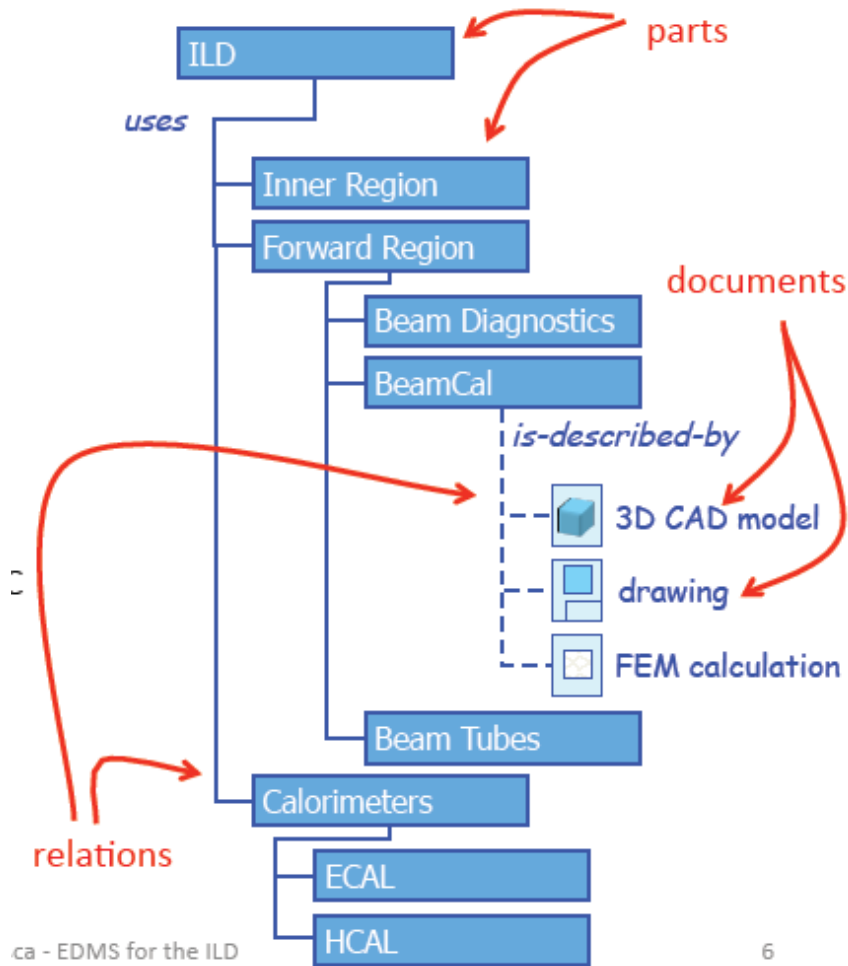 ILD
parts
uses
Inner Region
Forward Region
documents
Beam Diagnostics
BeamCal
is-described-by
3D CAD model
drawing
FEM calculation
Beam Tubes
Calorimeters
relations
ECAL
HCAL
- EDMS for the ILD
6